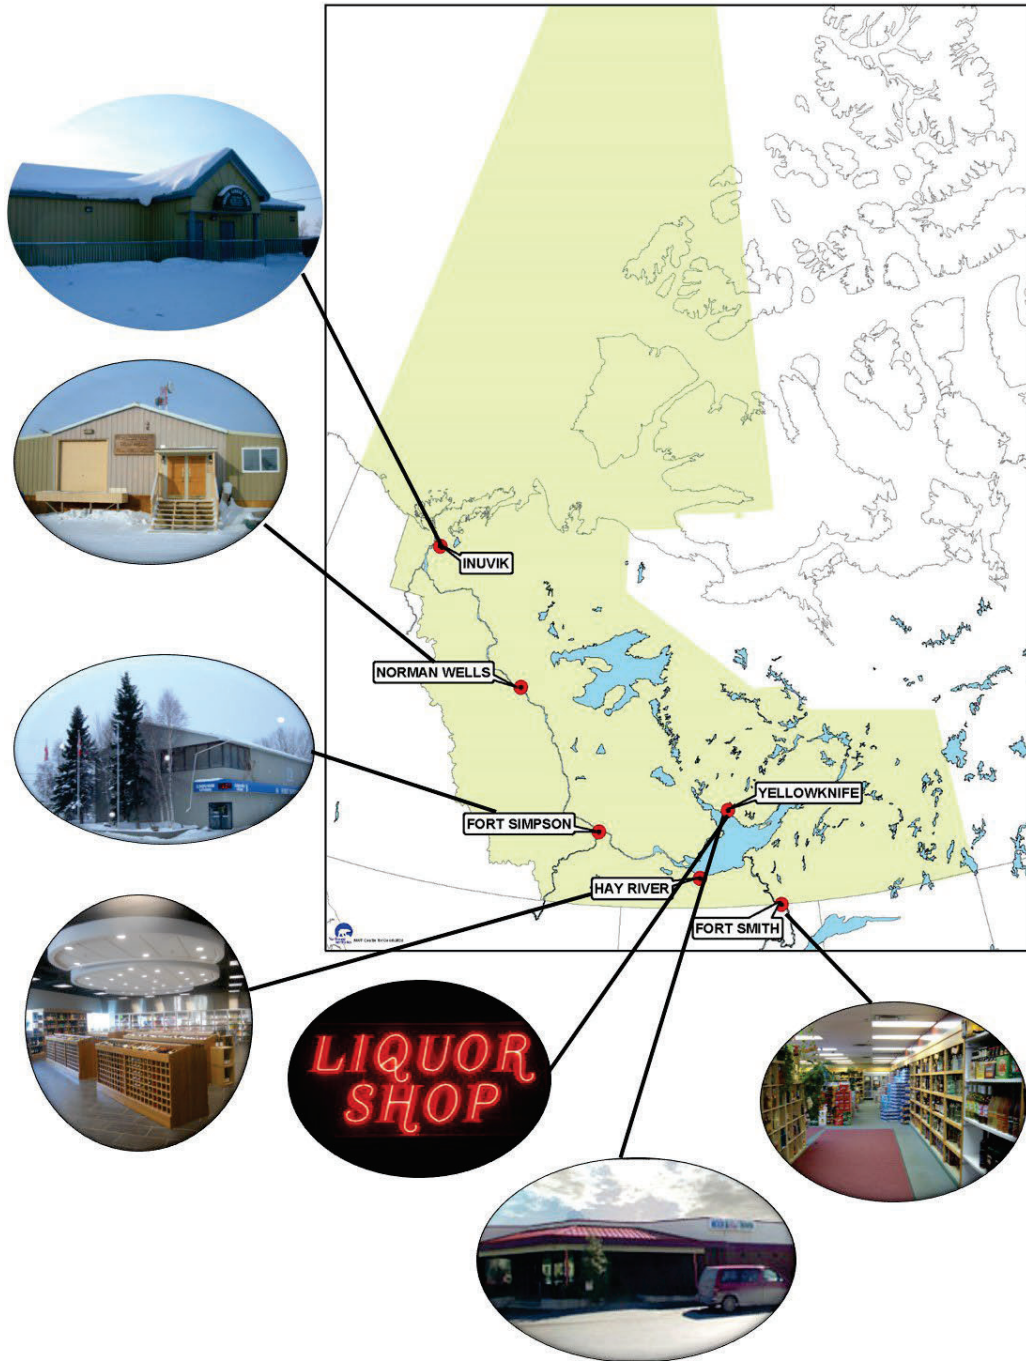 INUVIK
NORMAN WELLS
YELLOWKNIFE
FORT SIMPSON
HAY RIVER
FORT SMITH
LIQUOR
SHOP